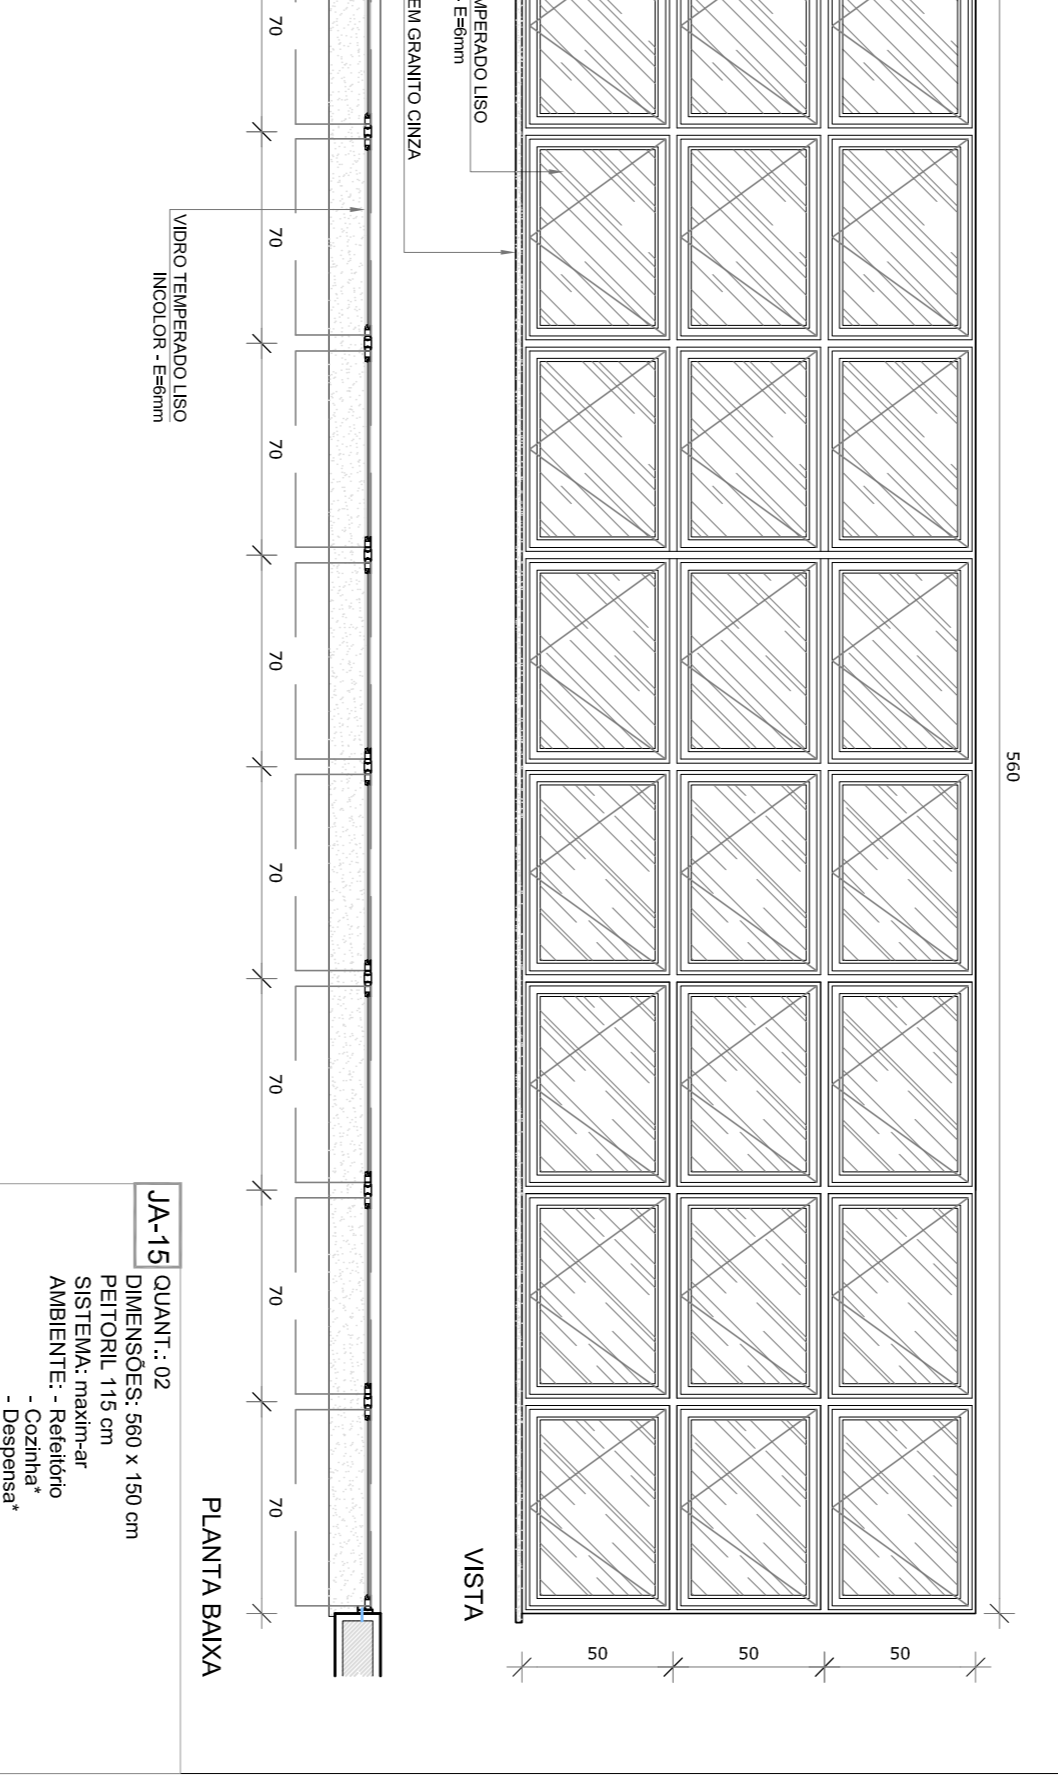 560
MPERADO LISO
- E=6mm
EM GRANITO CINZA
50
50
50
VISTA
70
70
70
70
70
70
70
70
VIDRO TEMPERADO LISO
INCOLOR - E=6mm
PLANTA BAIXA
JA-15
QUANT.: 02
DIMENSÕES: 560 x 150 cm
PEITORIL 115 cm
SISTEMA: maxim-ar
AMBIENTE: - Refeitório
- Cozinha*
- Despensa*